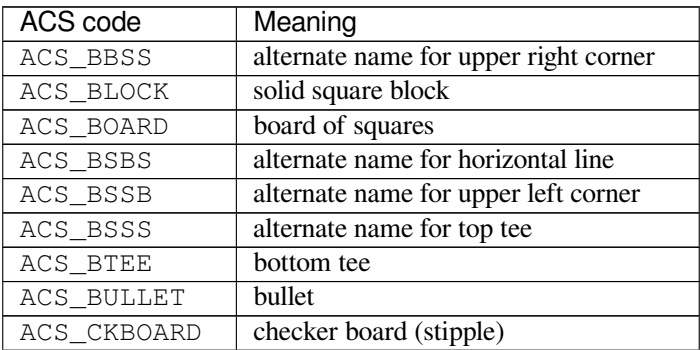 ACS code Meaning
ACS_BBSS alternate name for upper right corner
ACS_BLOCK solid square block
ACS_BOARD board of squares
ACS_BSBS alternate name for horizontal line
ACS_BSSB alternate name for upper left corner
ACS_BSSS alternate name for top tee
ACS_BTEE bottom tee
ACS_BULLET bullet
ACS_CKBOARD checker board (stipple)